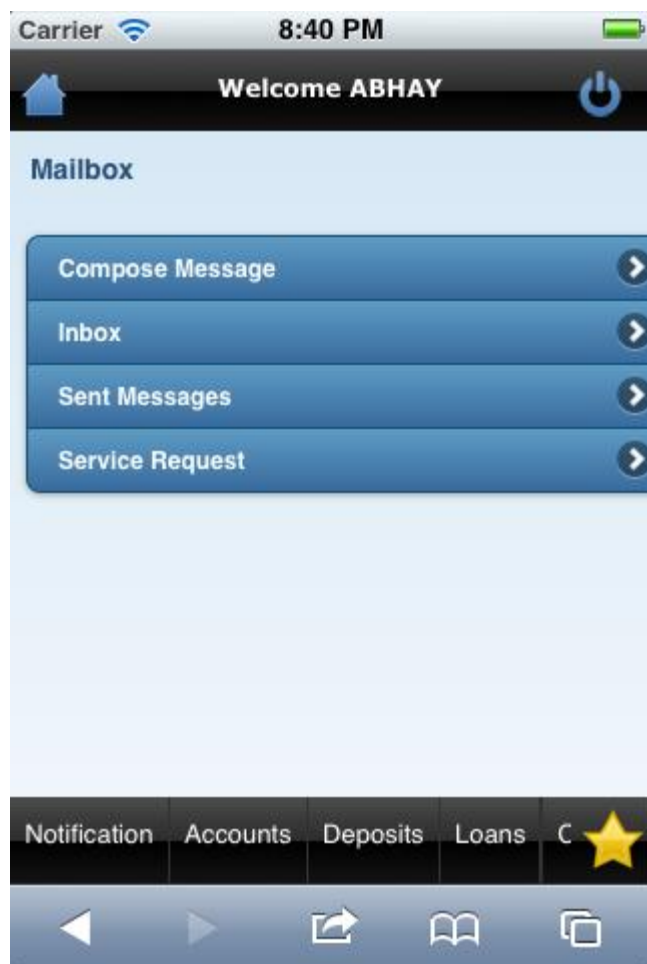 Carrier 8:40 PM
Welcome ABHAY
Mailbox
Compose Message
Inbox
Sent Messages
Service Request
Notification Accounts Deposits Loans C